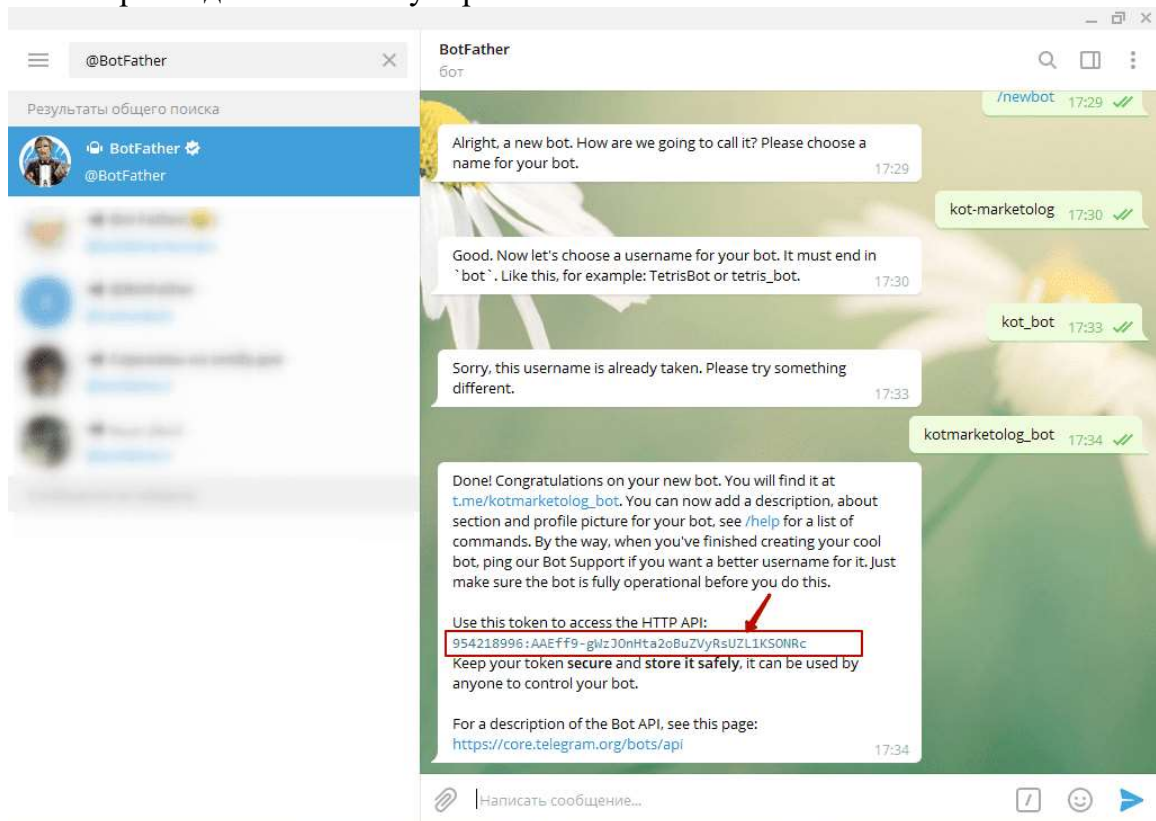 @BotFather
BotFather
бот
Результаты общего поиска
BotFather
@BotFather
/newbot 17:29
Alright, a new bot. How are we going to call it? Please choose a
name for your bot.
17:29
kot-marketolog 17:30
Good. Now let's choose a username for your bot. It must end in
`bot`. Like this, for example: TetrisBot or tetris_bot.
17:30
kot_bot 17:33
Sorry, this username is already taken. Please try something
different.
17:33
kotmarketolog_bot 17:34
Done! Congratulations on your new bot. You will find it at
t.me/kotmarketolog_bot. You can now add a description, about
section and profile picture for your bot, see /help for a list of
commands. By the way, when you've finished creating your cool
bot, ping our Bot Support if you want a better username for it. Just
make sure the bot is fully operational before you do this.
Use this token to access the HTTP API:
954218996:AAEff9-gWzJOnHta2oBuZVyRsUZL1KSONRc
Keep your token secure and store it safely, it can be used by
anyone to control your bot.
For a description of the Bot API, see this page:
https://core.telegram.org/bots/api
17:34
Написать сообщение...